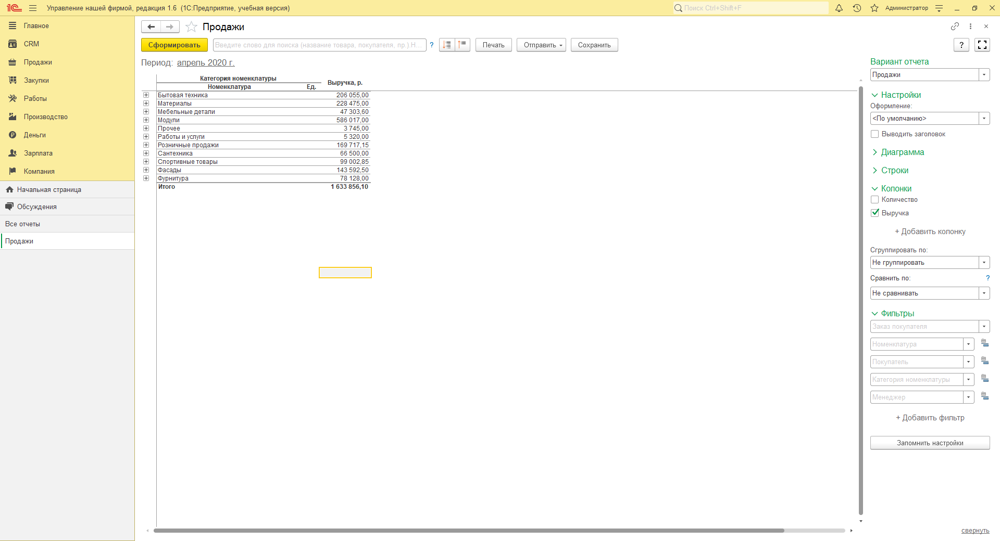 1С Управление нашей фирмой, редакция 1.6 (1С:Предприятие, учебная версия)
Поиск Ctrl+Shift+F
Администратор
Главное
CRM
Продажи
Закупки
Работы
Производство
Деньги
Зарплата
Компания
Начальная страница
Обсуждения
Все отчеты
Продажи
Продажи
Сформировать
Введите слово для поиска (название товара, покупателя, пр.).Н...
?
Печать
Отправить
Сохранить
?
Период: апрель 2020 г.
Категория номенклатуры
Выручка, р.
Номенклатура Ед.
Бытовая техника 206 055,00
Материалы 228 475,00
Мебельные детали 47 303,60
Модули 586 017,00
Прочее 3 745,00
Работы и услуги 5 320,00
Розничные продажи 169 717,15
Сантехника 66 500,00
Спортивные товары 99 002,85
Фасады 143 592,50
Фурнитура 78 128,00
Итого 1 633 856,10
Вариант отчета
Продажи
Настройки
Оформление:
<По умолчанию>
Выводить заголовок
Диаграмма
Строки
Колонки
Количество
Выручка
+ Добавить колонку
Сгруппировать по:
Не группировать
Сравнить по: ?
Не сравнивать
Фильтры
Заказ покупателя
Номенклатура
Покупатель
Категория номенклатуры
Менеджер
+ Добавить фильтр
Запомнить настройки
свернуть